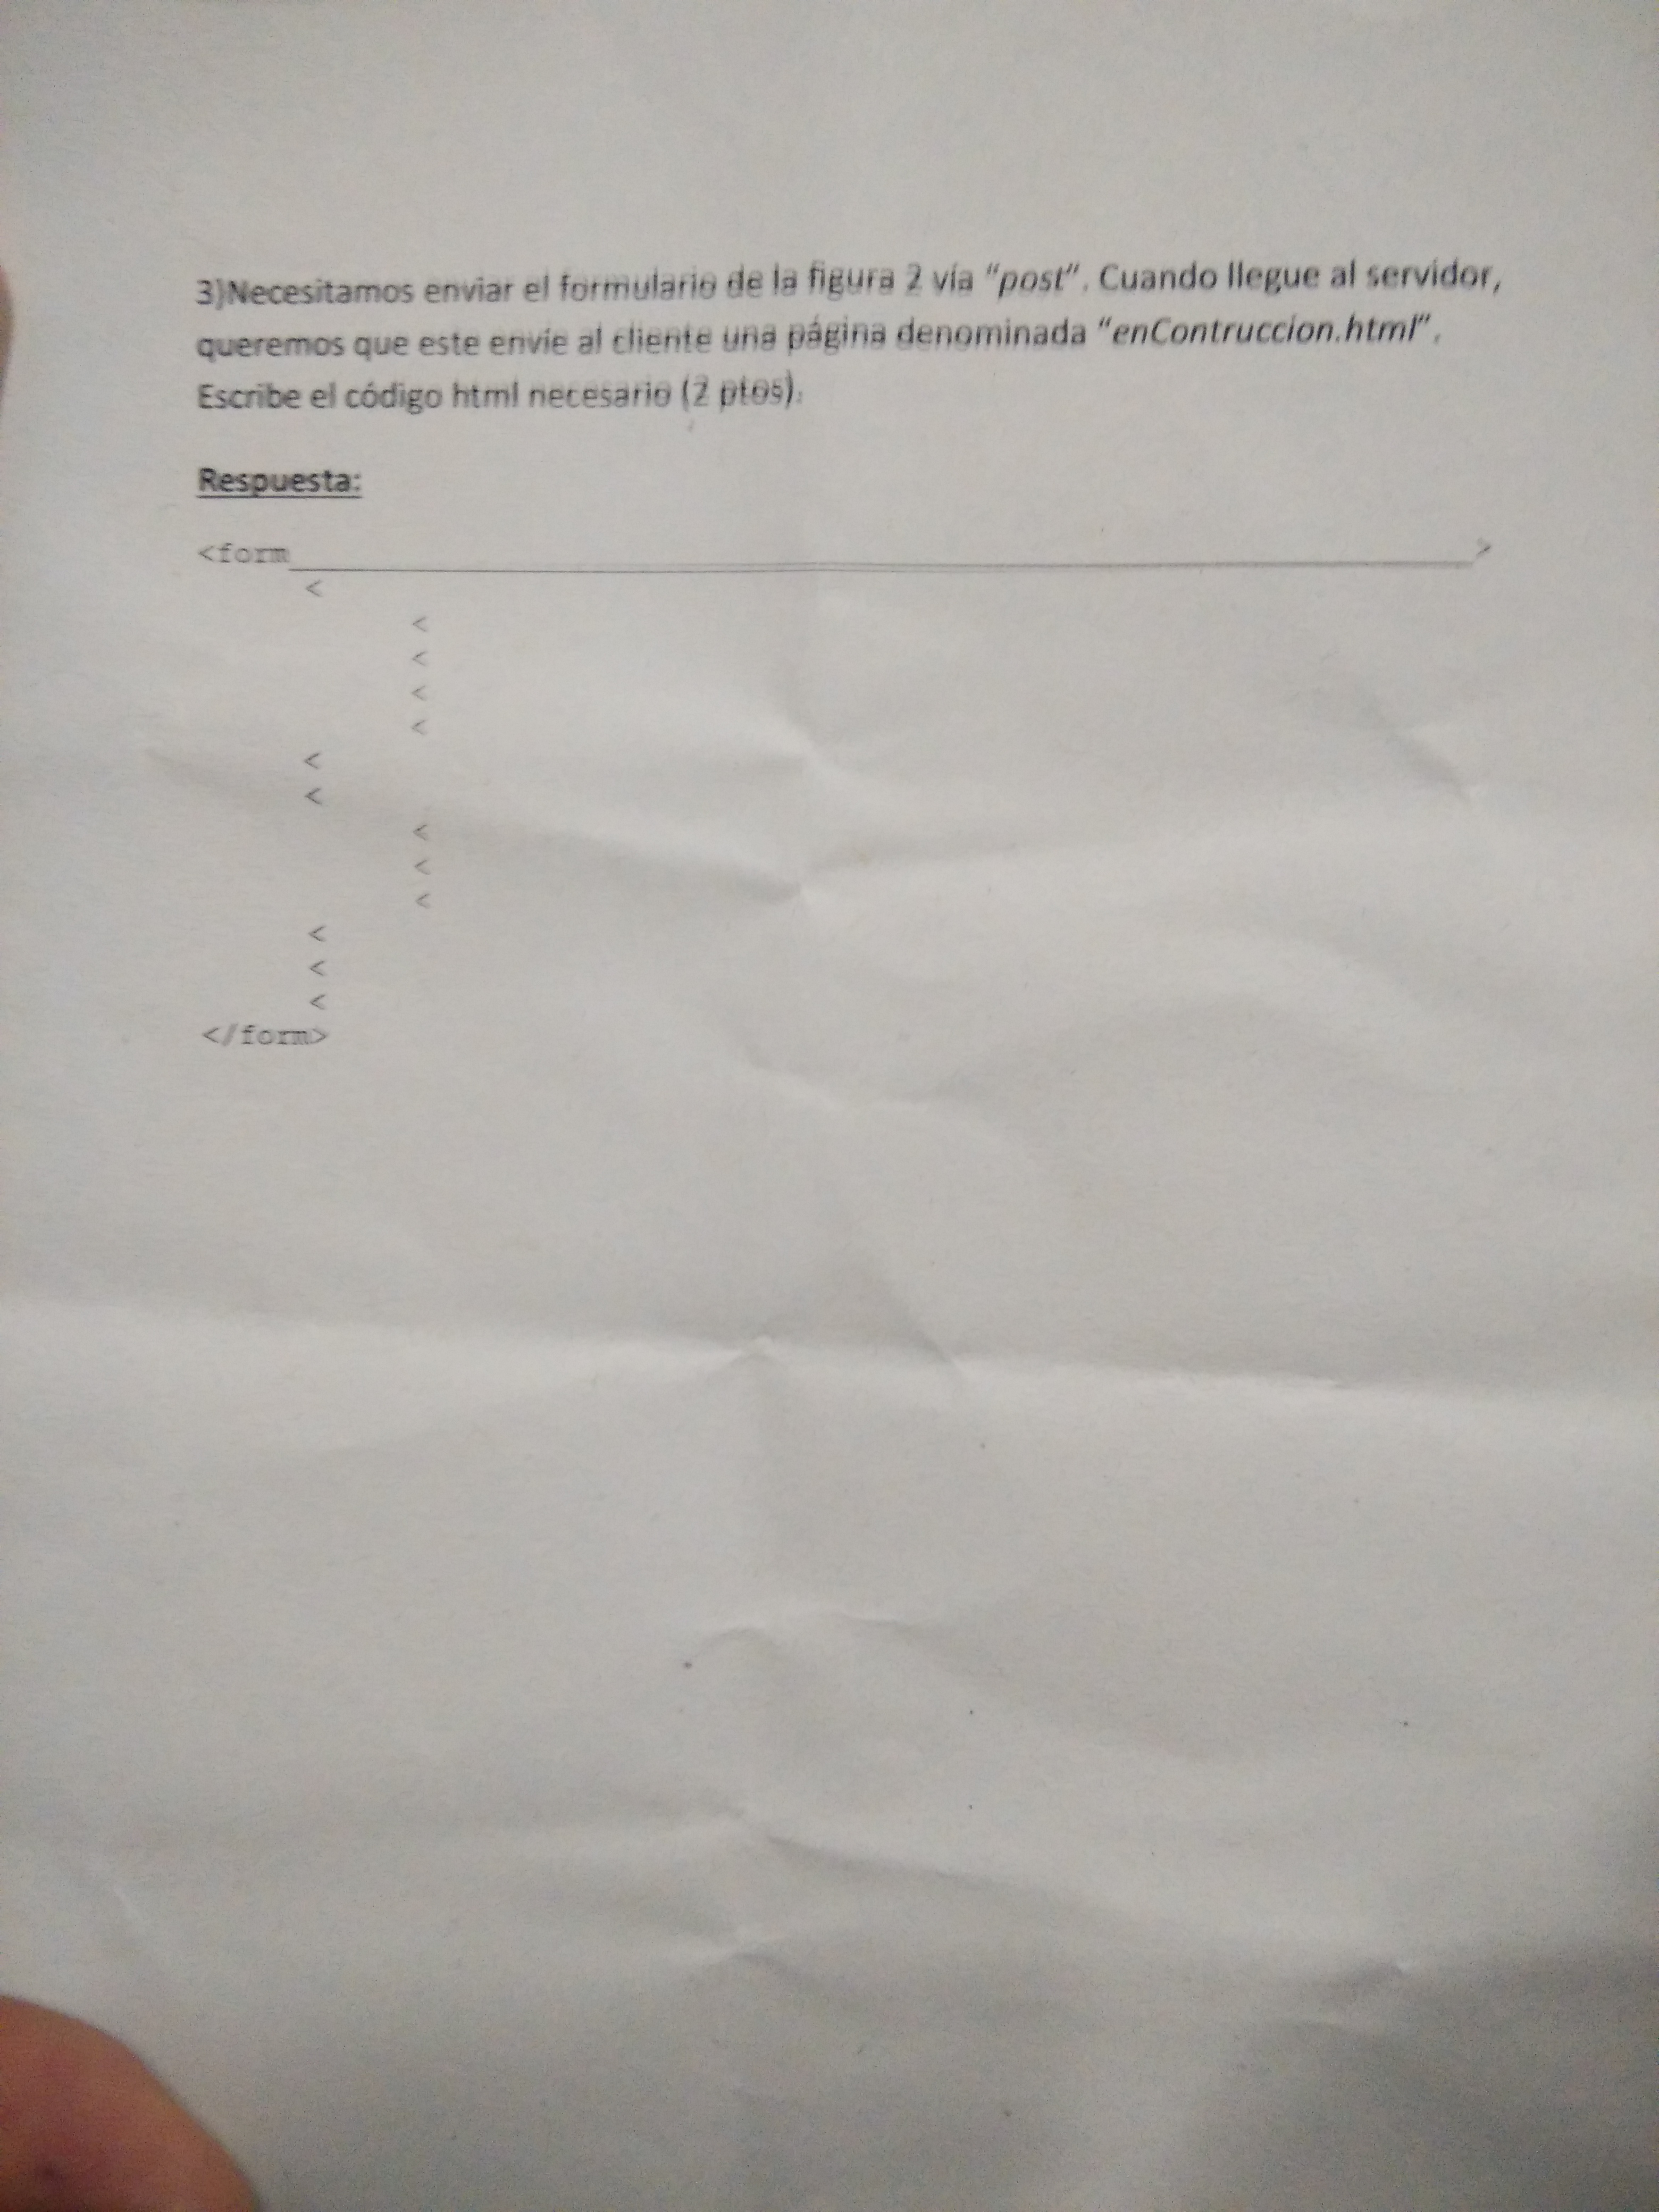 3)Necesitamos enviar el formulario de la figura 2 vía “post”. Cuando llegue al servidor,
queremos que este envíe al cliente una página denominada “enContruccion.html”.
Escribe el código html necesario (2 ptos).
Respuesta:
<form______________________________>
<
<
<
<
<
<
<
<
<
<
<
<
<
</form>